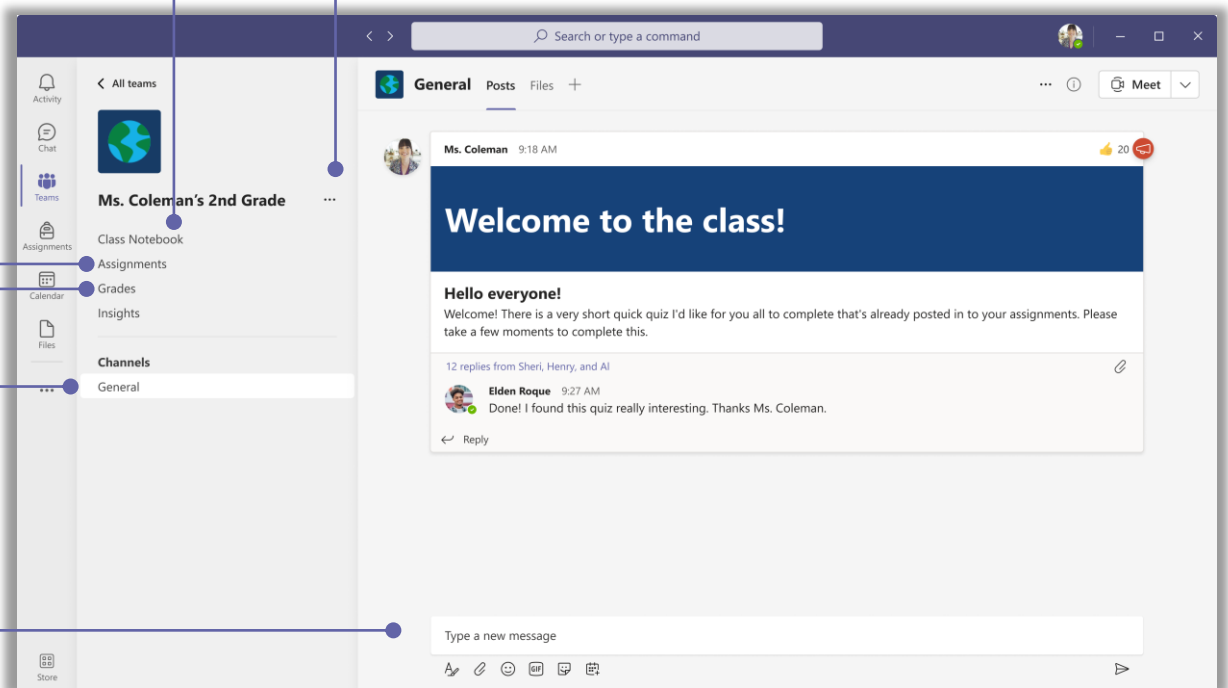 Search or type a command
Activity
Chat
Teams
Assignments
Calendar
Files
Store
All teams
Ms. Coleman's 2nd Grade
Class Notebook
Assignments
Grades
Insights
Channels
General
General Posts Files
Meet
Ms. Coleman 9:18 AM
20
Welcome to the class!
Hello everyone!
Welcome! There is a very short quick quiz I'd like for you all to complete that's already posted in to your assignments. Please
take a few moments to complete this.
12 replies from Sheri, Henry, and Al
Elden Roque 9:27 AM
Done! I found this quiz really interesting. Thanks Ms. Coleman.
Reply
Type a new message
GIF